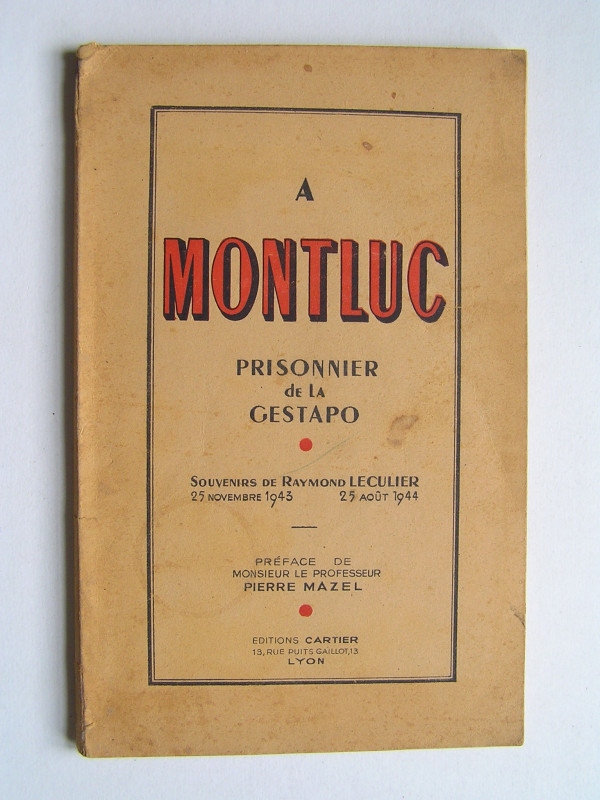 A
MONTLUC
PRISONNIER
de LA
GESTAPO
SOUVENIRS DE RAYMOND LECULIER
25 NOVEMBRE 1943 25 AOÛT 1944
PRÉFACE DE
MONSIEUR LE PROFESSEUR
PIERRE MAZEL
EDITIONS CARTIER
13, RUE PUITS GAILLOT, 13
LYON